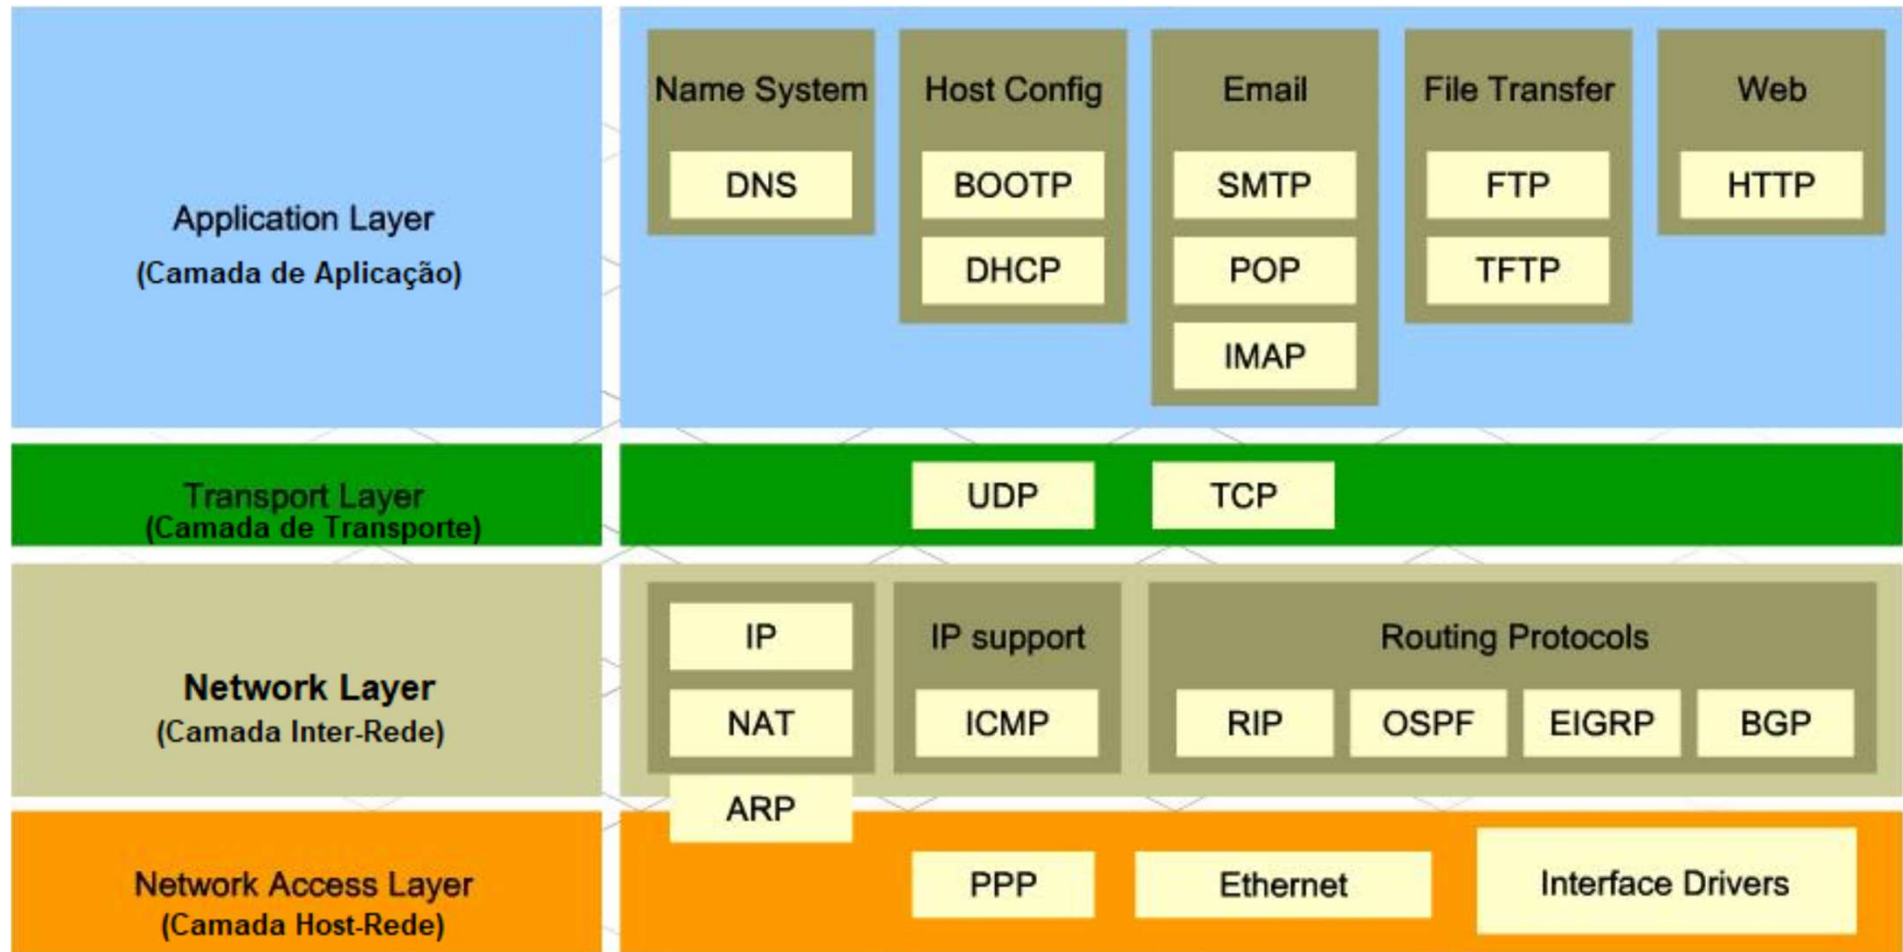 Application Layer
(Camada de Aplicação)
Name System
DNS
Host Config
BOOTP
DHCP
Email
SMTP
POP
IMAP
File Transfer
FTP
TFTP
Web
HTTP
Transport Layer
(Camada de Transporte)
UDP
TCP
Network Layer
(Camada Inter-Rede)
IP
NAT
ARP
IP support
ICMP
Routing Protocols
RIP
OSPF
EIGRP
BGP
Network Access Layer
(Camada Host-Rede)
PPP
Ethernet
Interface Drivers